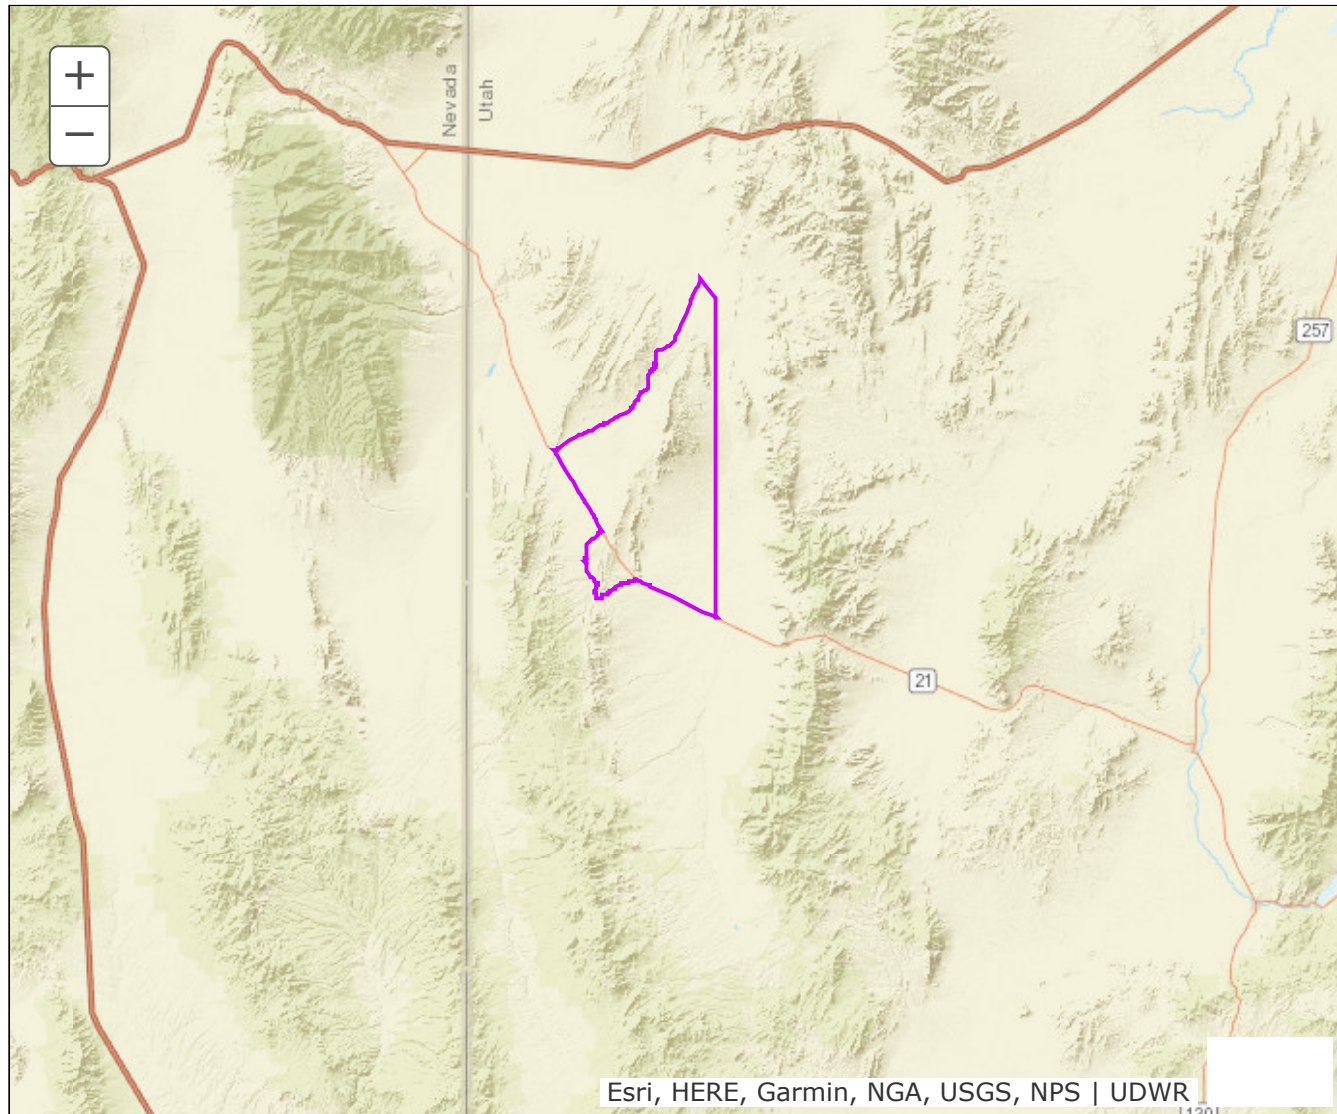 +
−
Nevada
Utah
257
21
Esri, HERE, Garmin, NGA, USGS, NPS | UDWR